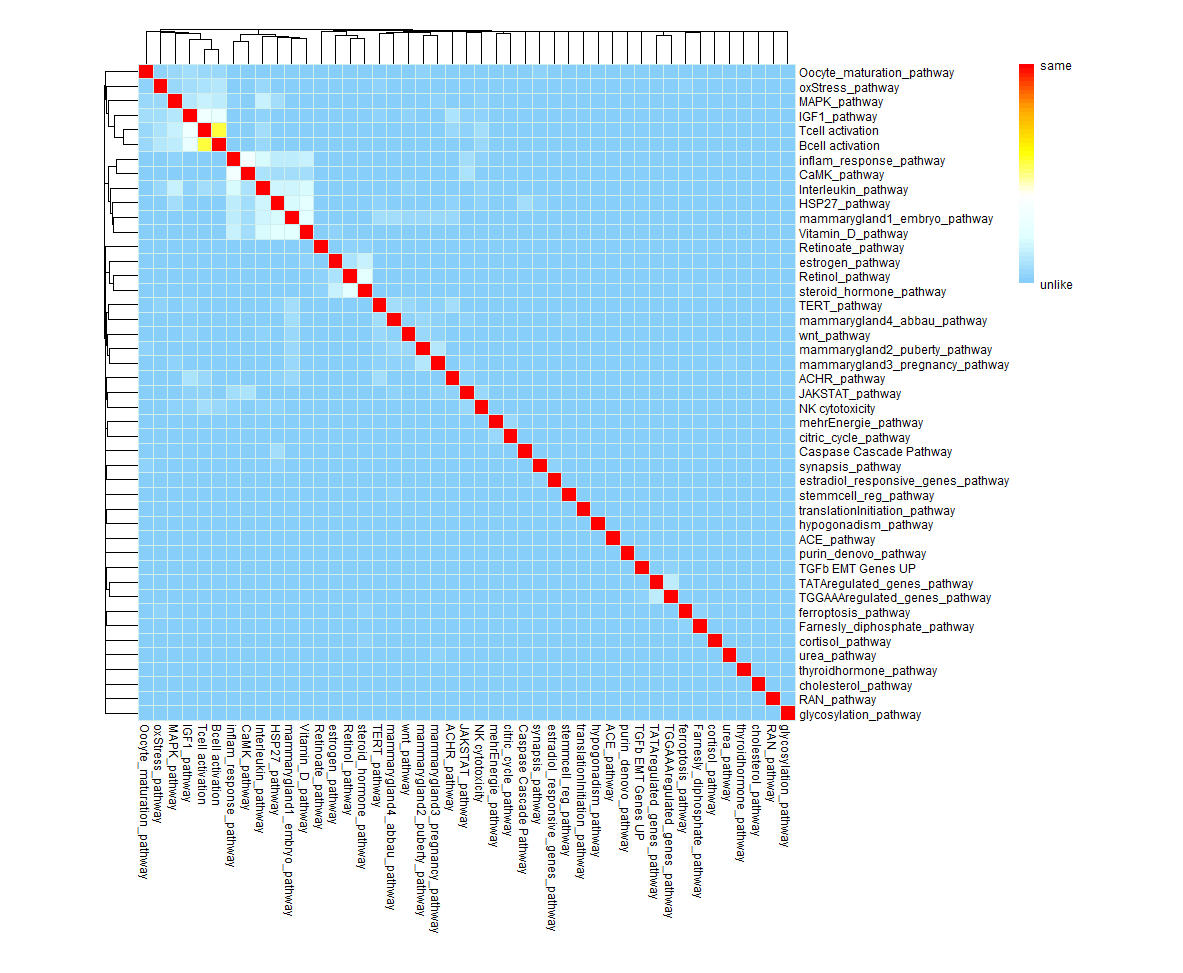 same
unlike
Oocyte_maturation_pathway
oxStress_pathway
MAPK_pathway
IGF1_pathway
Tcell activation
Bcell activation
inflam_response_pathway
CaMK_pathway
Interleukin_pathway
HSP27_pathway
mammarygland1_embryo_pathway
Vitamin_D_pathway
Retinoate_pathway
estrogen_pathway
Retinol_pathway
steroid_hormone_pathway
TERT_pathway
mammarygland4_abbau_pathway
wnt_pathway
mammarygland2_puberty_pathway
mammarygland3_pregnancy_pathway
ACHR_pathway
JAKSTAT_pathway
NK cytotoxicity
mehrEnergie_pathway
citric_cycle_pathway
Caspase Cascade Pathway
synapsis_pathway
estradiol_responsive_genes_pathway
stemmcell_reg_pathway
translationInitiation_pathway
hypogonadism_pathway
ACE_pathway
purin_denovo_pathway
TGFb EMT Genes UP
TATAregulated_genes_pathway
TGGAAAregulated_genes_pathway
ferroptosis_pathway
Farnesly_diphosphate_pathway
cortisol_pathway
urea_pathway
thyroidhormone_pathway
cholesterol_pathway
RAN_pathway
glycosylation_pathway
Oocyte_maturation_pathway
oxStress_pathway
MAPK_pathway
IGF1_pathway
Tcell activation
Bcell activation
inflam_response_pathway
CaMK_pathway
Interleukin_pathway
HSP27_pathway
mammarygland1_embryo_pathway
Vitamin_D_pathway
Retinoate_pathway
estrogen_pathway
Retinol_pathway
steroid_hormone_pathway
TERT_pathway
mammarygland4_abbau_pathway
wnt_pathway
mammarygland2_puberty_pathway
mammarygland3_pregnancy_pathway
ACHR_pathway
JAKSTAT_pathway
NK cytotoxicity
mehrEnergie_pathway
citric_cycle_pathway
Caspase Cascade Pathway
synapsis_pathway
estradiol_responsive_genes_pathway
stemmcell_reg_pathway
translationInitiation_pathway
hypogonadism_pathway
ACE_pathway
purin_denovo_pathway
TGFb EMT Genes UP
TATAregulated_genes_pathway
TGGAAAregulated_genes_pathway
ferroptosis_pathway
Farnesly_diphosphate_pathway
cortisol_pathway
urea_pathway
thyroidhormone_pathway
cholesterol_pathway
RAN_pathway
glycosylation_pathway